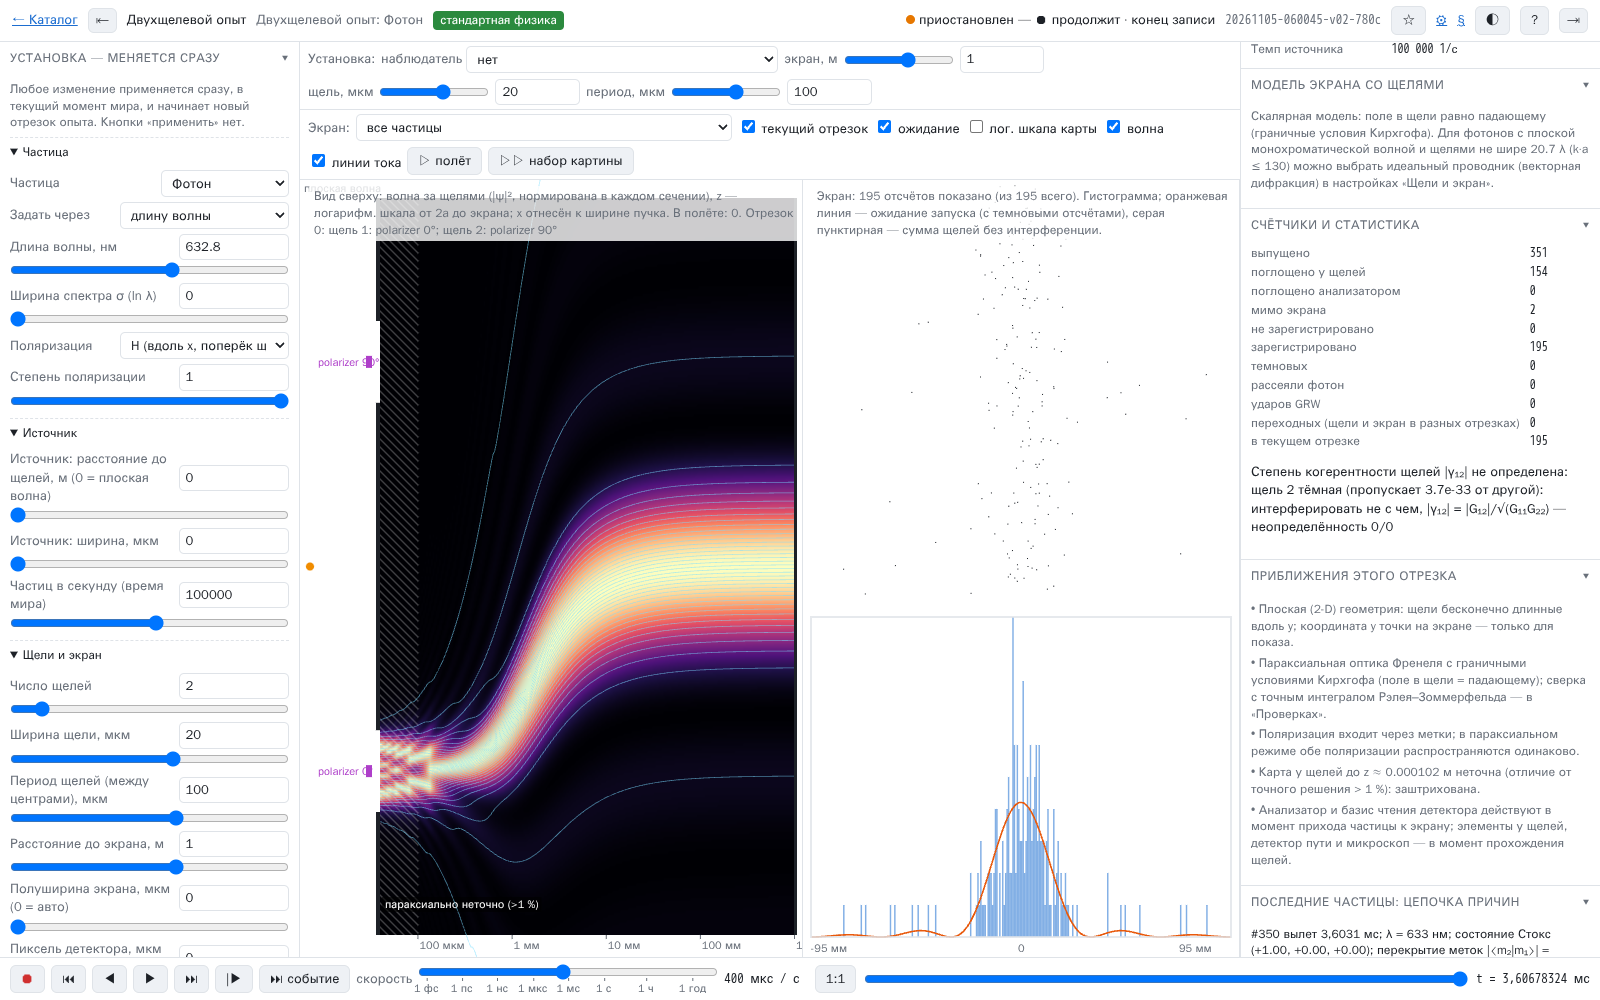 ← Каталог ⇤ Двухщелевой опыт Двухщелевой опыт: Фотон стандартная физика приостановлен — продолжит · конец записи 20261105-060045-v02-780c ☆ ⚙ § ? ⇥
УСТАНОВКА — МЕНЯЕТСЯ СРАЗУ
Любое изменение применяется сразу, в
текущий момент мира, и начинает новый
отрезок опыта. Кнопки «применить» нет.
Частица
Частица Фотон
Задать через длину волны
Длина волны, нм 632.8
Ширина спектра σ (ln λ) 0
Поляризация H (вдоль x, поперёк щ
Степень поляризации 1
Источник
Источник: расстояние до
щелей, м (0 = плоская
волна)
0
Источник: ширина, мкм 0
Частиц в секунду (время
мира)
100000
Щели и экран
Число щелей 2
Ширина щели, мкм 20
Период щелей (между
центрами), мкм
100
Расстояние до экрана, м 1
Полуширина экрана, мкм
(0 = авто)
0
Пиксель детектора, мкм 0
Установка: наблюдатель нет экран, м 1
щель, мкм 20 период, мкм 100
Экран: все частицы текущий отрезок ожидание лог. шкала карты волна
линии тока ▷ полёт ▷▷ набор картины
плоская волна
Вид сверху: волна за щелями (|ψ|², нормирована в каждом сечении), z —
логарифм. шкала от 2a до экрана; x отнесён к ширине пучка. В полёте: 0. Отрезок
0: щель 1: polarizer 0°; щель 2: polarizer 90°
polarizer 90°
polarizer 0
параксиально неточно (>1 %)
100 мкм 1 мм 10 мм 100 мм 1
Экран: 195 отсчётов показано (из 195 всего). Гистограмма; оранжевая
линия — ожидание запуска (с темновыми отсчётами), серая
пунктирная — сумма щелей без интерференции.
-95 мм 0 95 мм
Темп источника 100 000 1/с
МОДЕЛЬ ЭКРАНА СО ЩЕЛЯМИ
Скалярная модель: поле в щели равно падающему
(граничные условия Кирхгофа). Для фотонов с плоской
монохроматической волной и щелями не шире 20.7 λ (k·a
≤ 130) можно выбрать идеальный проводник (векторная
дифракция) в настройках «Щели и экран».
СЧЁТЧИКИ И СТАТИСТИКА
выпущено 351
поглощено у щелей 154
поглощено анализатором 0
мимо экрана 2
не зарегистрировано 0
зарегистрировано 195
темновых 0
рассеяли фотон 0
ударов GRW 0
переходных (щели и экран в разных отрезках) 0
в текущем отрезке 195
Степень когерентности щелей |γ₁₂| не определена:
щель 2 тёмная (пропускает 3.7e-33 от другой):
интерферировать не с чем, |γ₁₂| = |G₁₂|/√(G₁₁G₂₂) —
неопределённость 0/0
ПРИБЛИЖЕНИЯ ЭТОГО ОТРЕЗКА
• Плоская (2-D) геометрия: щели бесконечно длинные
вдоль y; координата y точки на экране — только для
показа.
• Параксиальная оптика Френеля с граничными
условиями Кирхгофа (поле в щели = падающему); сверка
с точным интегралом Рэлея–Зоммерфельда — в
«Проверках».
• Поляризация входит через метки; в параксиальном
режиме обе поляризации распространяются одинаково.
• Карта у щелей до z ≈ 0.000102 м неточна (отличие от
точного решения > 1 %): заштрихована.
• Анализатор и базис чтения детектора действуют в
момент прихода частицы к экрану; элементы у щелей,
детектор пути и микроскоп — в момент прохождения
щелей.
ПОСЛЕДНИЕ ЧАСТИЦЫ: ЦЕПОЧКА ПРИЧИН
#350 вылет 3,6031 мс; λ = 633 нм; состояние Стокс
(+1.00, +0.00, +0.00); перекрытие меток |⟨m₂|m₁⟩| =
⏭ событие скорость 1 фс 1 пс 1 нс 1 мкс 1 мс 1 с 1 ч 1 год 400 мкс / с 1:1 t = 3,60678324 мс